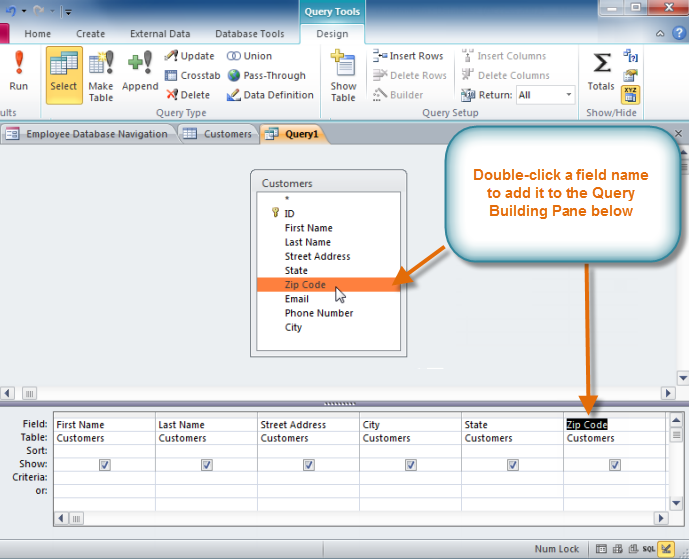 Query Tools
Home Create External Data Database Tools Design
Run
Select
Make Table
Append
Update
Crosstab
Delete
Union
Pass-Through
Data Definition
Show Table
Insert Rows
Delete Rows
Builder
Insert Columns
Delete Columns
Return: All
Σ
Totals
XYZ
ults Query Type Query Setup Show/Hide
Employee Database Navigation Customers Query1
Double-click a field name
to add it to the Query
Building Pane below
Customers
*
ID
First Name
Last Name
Street Address
State
Zip Code
Email
Phone Number
City
Field: First Name Last Name Street Address City State Zip Code
Table: Customers Customers Customers Customers Customers Customers
Sort:
Show:
Criteria:
or:
Num Lock SQL